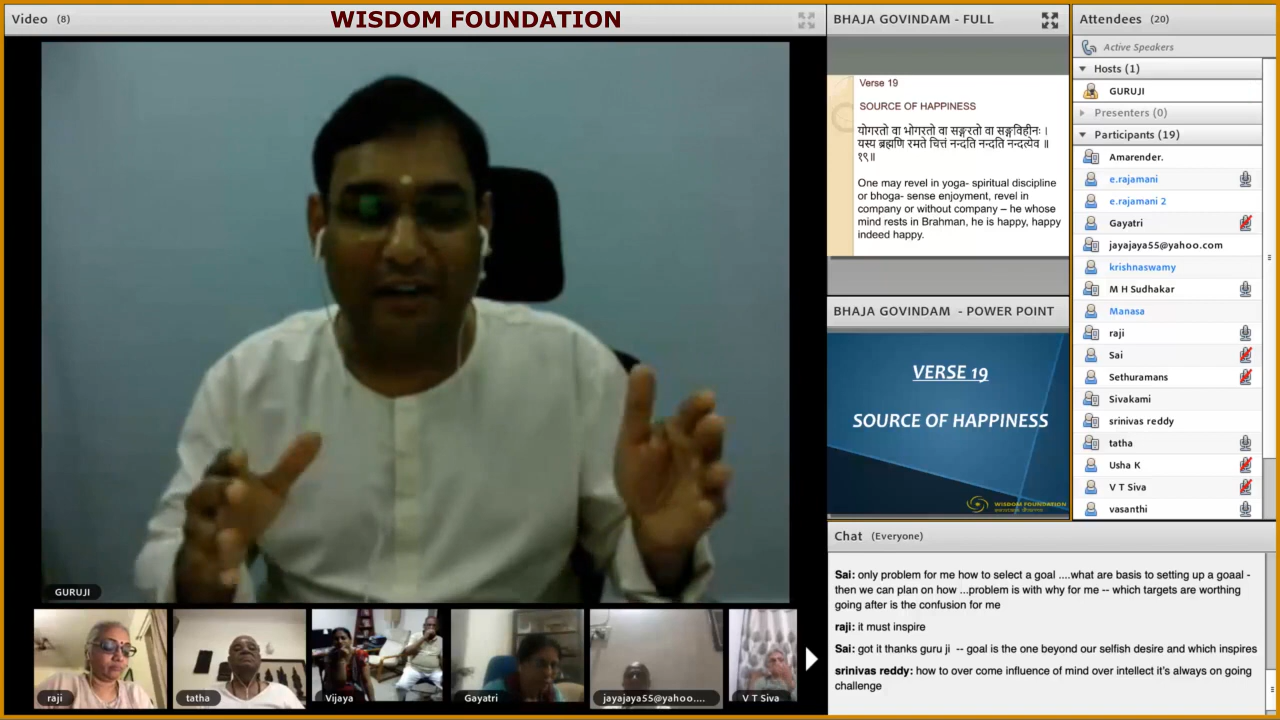 Video (8)
WISDOM FOUNDATION
GURUJI
raji
tatha
Vijaya
Gayatri
jayajaya55@yahoo....
V T Siva
BHAJA GOVINDAM - FULL
Verse 19
SOURCE OF HAPPINESS
योगरतो वा भोगरतो वा सङ्गरतो वा सङ्गविहीनः ।
यस्य ब्रह्मणि रमते चित्तं नन्दति नन्दति नन्दत्येव ॥
१९॥
One may revel in yoga- spiritual discipline
or bhoga- sense enjoyment, revel in
company or without company – he whose
mind rests in Brahman, he is happy, happy
indeed happy.
BHAJA GOVINDAM - POWER POINT
VERSE 19
SOURCE OF HAPPINESS
WISDOM FOUNDATION
Attendees (20)
Active Speakers
Hosts (1)
GURUJI
Presenters (0)
Participants (19)
Amarender.
e.rajamani
e.rajamani 2
Gayatri
jayajaya55@yahoo.com
krishnaswamy
M H Sudhakar
Manasa
raji
Sai
Sethuramans
Sivakami
srinivas reddy
tatha
Usha K
V T Siva
vasanthi
Chat (Everyone)
Sai: only problem for me how to select a goal ....what are basis to setting up a goaal -
then we can plan on how ...problem is with why for me -- which targets are worthing
going after is the confusion for me
raji: it must inspire
Sai: got it thanks guru ji -- goal is the one beyond our selfish desire and which inspires
srinivas reddy: how to over come influence of mind over intellect it's always on going
challenge